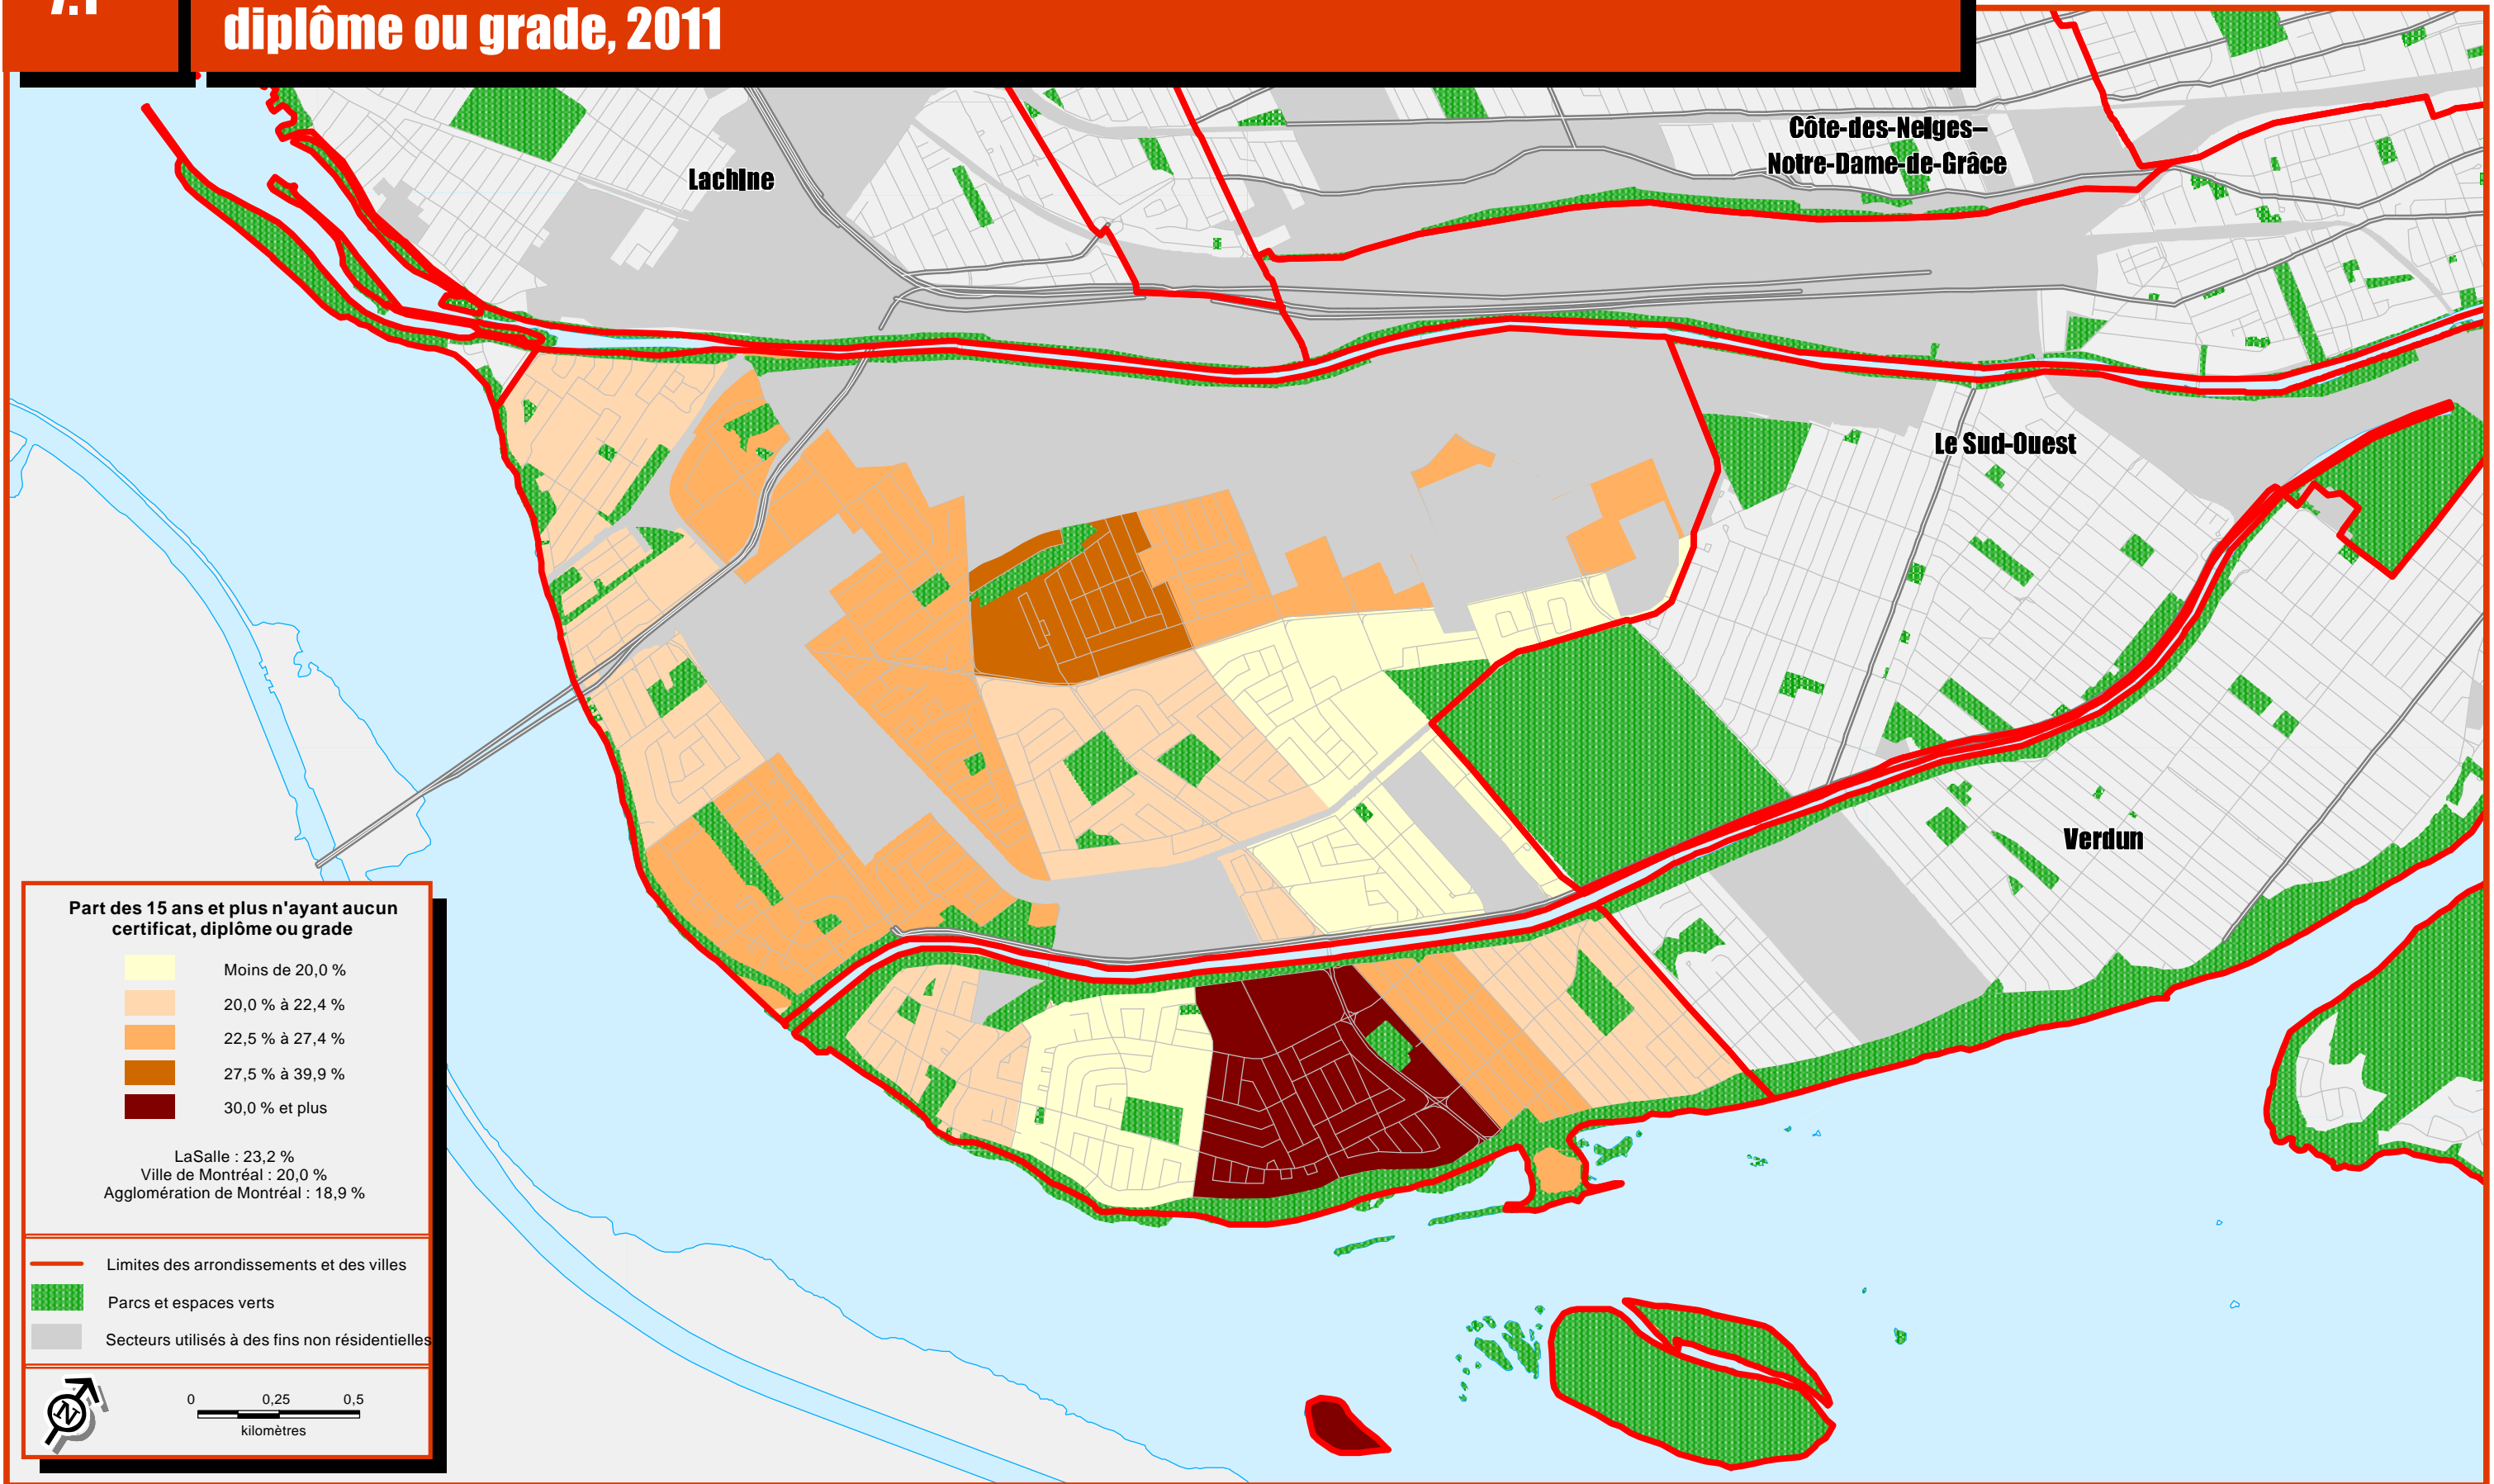 7.1
diplôme ou grade, 2011
Lachine
Côte-des-Neiges–
Notre-Dame-de-Grâce
Le Sud-Ouest
Verdun
Part des 15 ans et plus n'ayant aucun
certificat, diplôme ou grade
Moins de 20,0 %
20,0 % à 22,4 %
22,5 % à 27,4 %
27,5 % à 39,9 %
30,0 % et plus
LaSalle : 23,2 %
Ville de Montréal : 20,0 %
Agglomération de Montréal : 18,9 %
Limites des arrondissements et des villes
Parcs et espaces verts
Secteurs utilisés à des fins non résidentielles
N
0 0,25 0,5
kilomètres